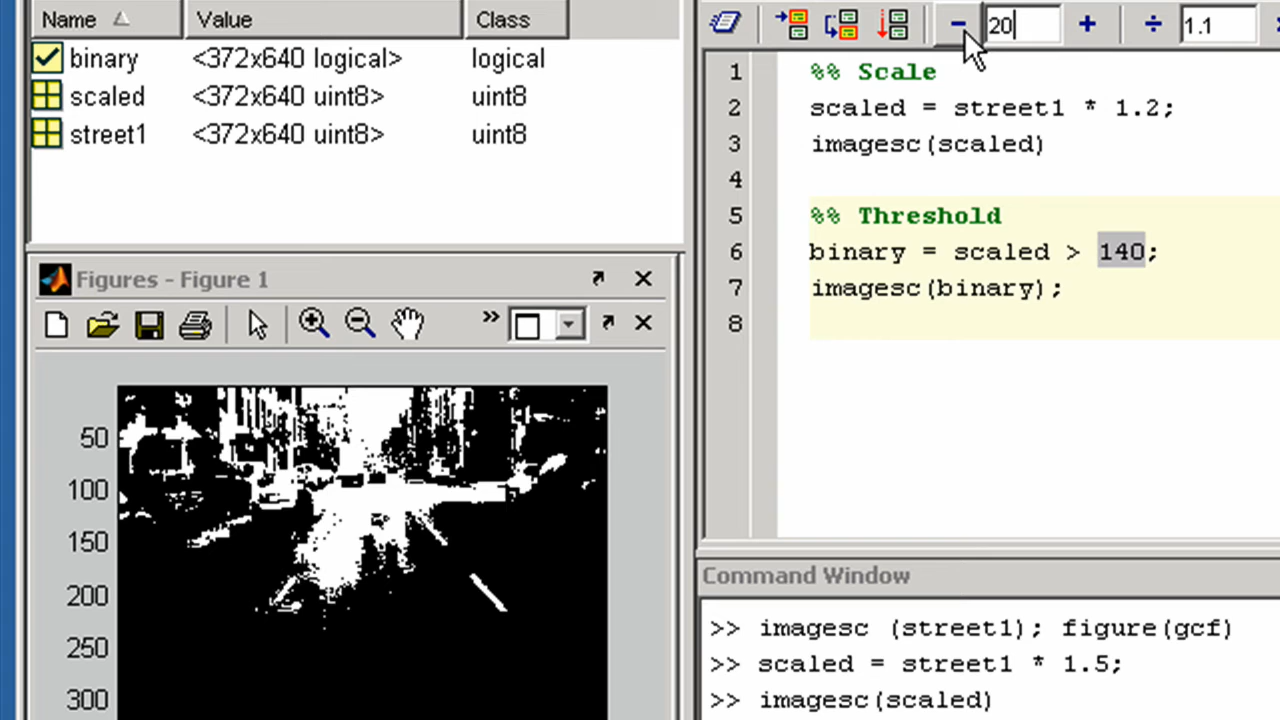 Name △ Value Class
binary <372x640 logical> logical
scaled <372x640 uint8> uint8
street1 <372x640 uint8> uint8
Figures - Figure 1
50
100
150
200
250
300
− 20 + ÷ 1.1
1 %% Scale
2 scaled = street1 * 1.2;
3 imagesc(scaled)
4
5 %% Threshold
6 binary = scaled > 140;
7 imagesc(binary);
8
Command Window
>> imagesc (street1); figure(gcf)
>> scaled = street1 * 1.5;
>> imagesc(scaled)